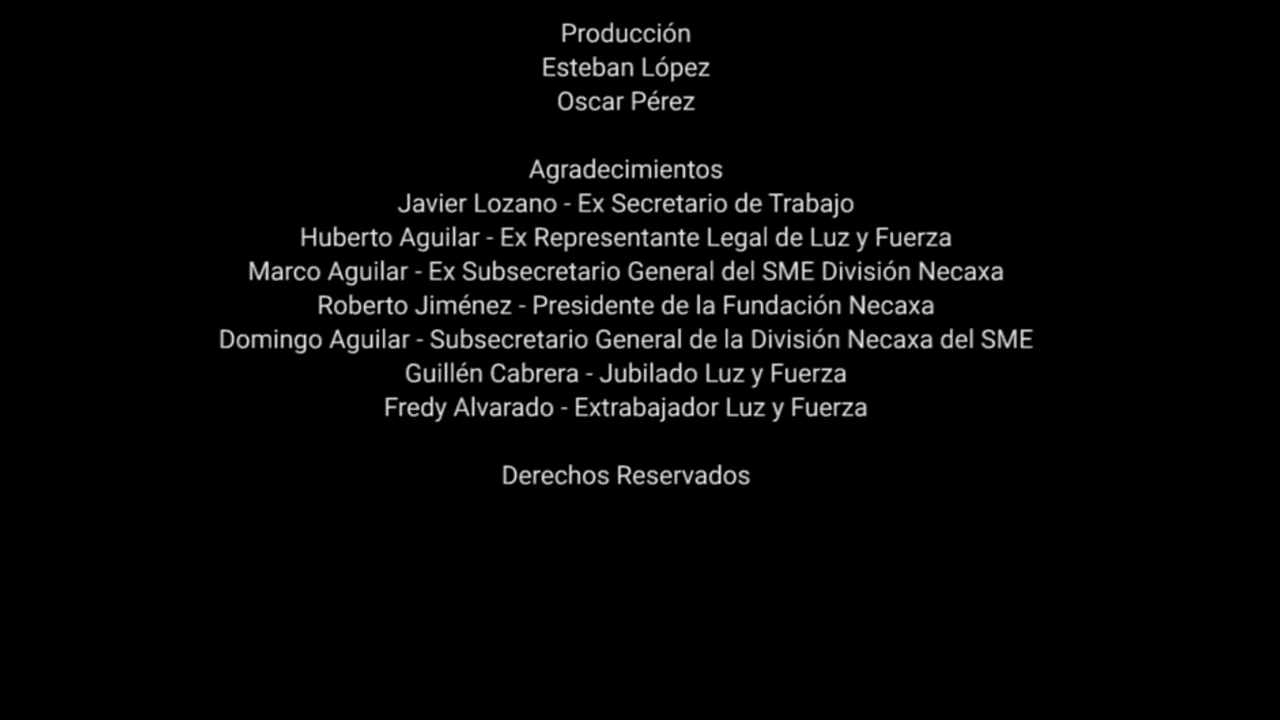 Producción
Esteban López
Oscar Pérez
Agradecimientos
Javier Lozano - Ex Secretario de Trabajo
Huberto Aguilar - Ex Representante Legal de Luz y Fuerza
Marco Aguilar - Ex Subsecretario General del SME División Necaxa
Roberto Jiménez - Presidente de la Fundación Necaxa
Domingo Aguilar - Subsecretario General de la División Necaxa del SME
Guillén Cabrera - Jubilado Luz y Fuerza
Fredy Alvarado - Extrabajador Luz y Fuerza
Derechos Reservados